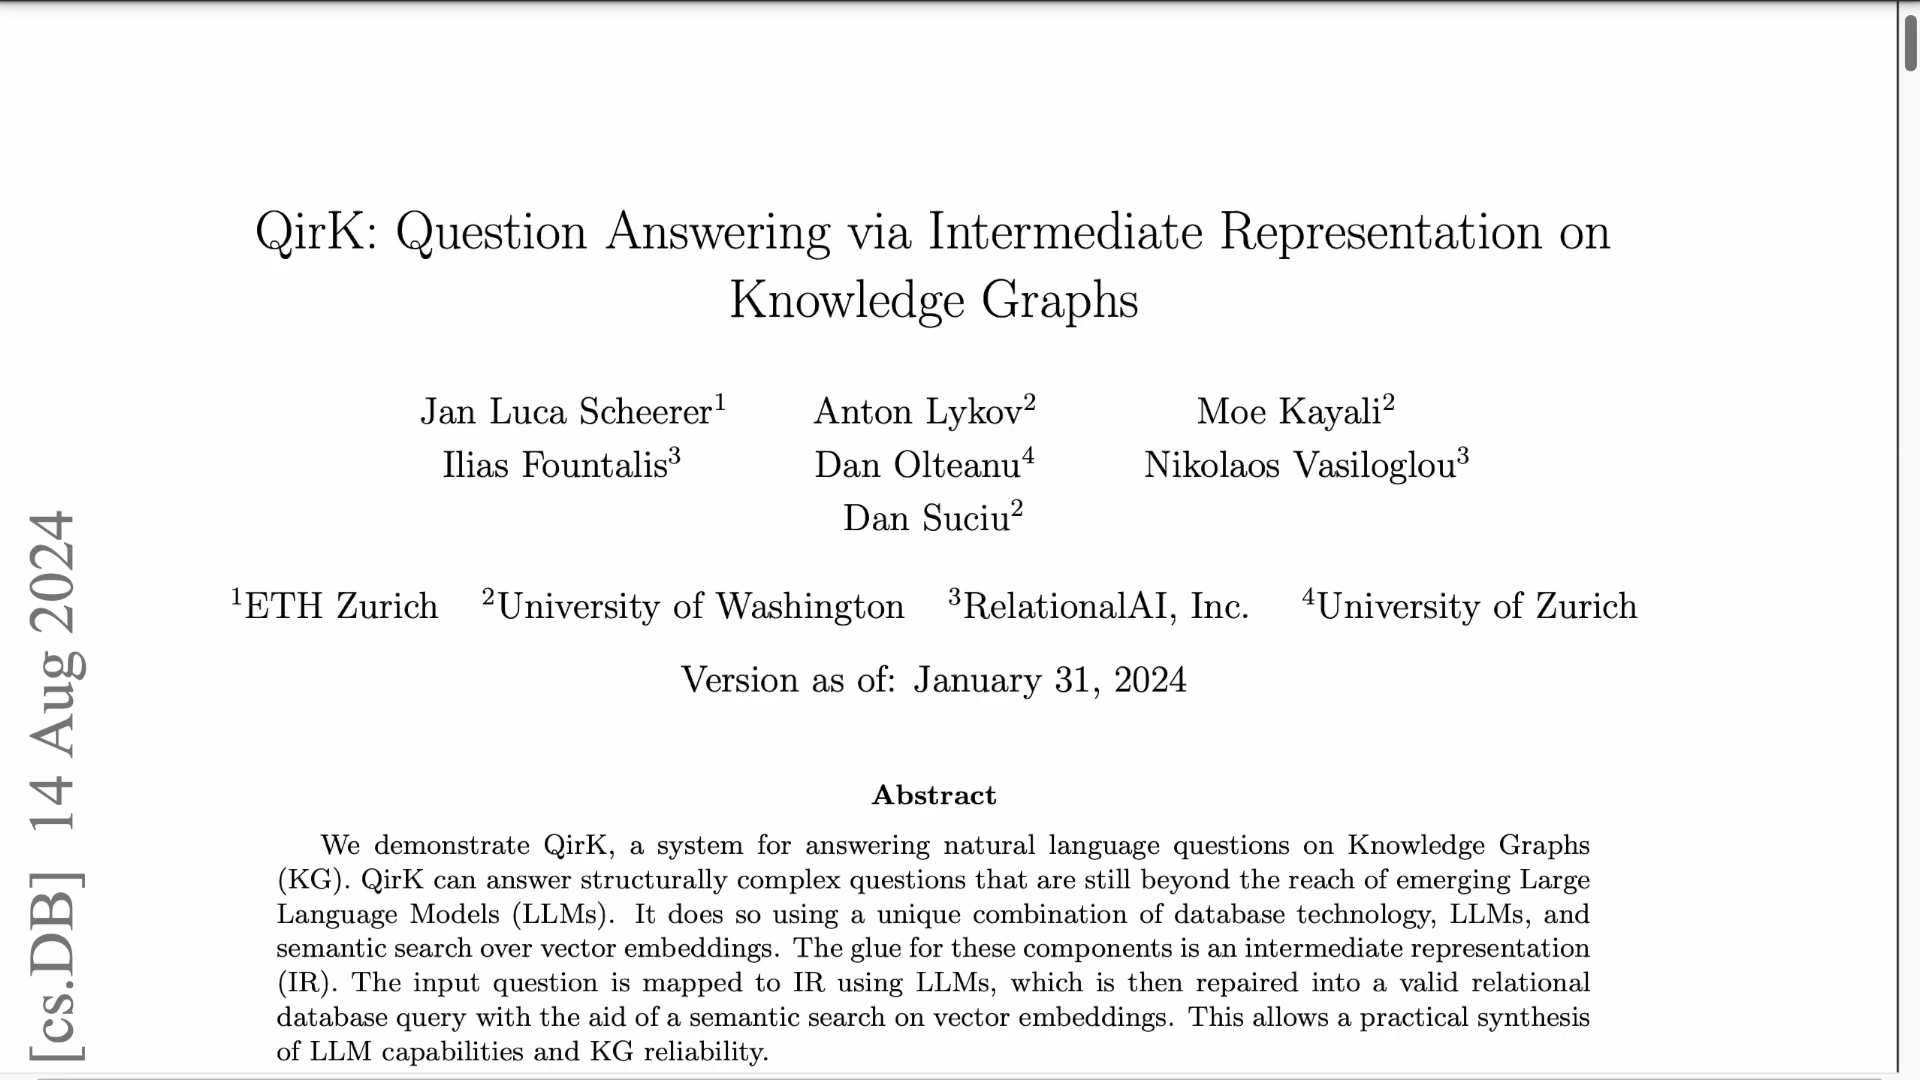 QirK: Question Answering via Intermediate Representation on
Knowledge Graphs
Jan Luca Scheerer¹ Anton Lykov² Moe Kayali²
Ilias Fountalis³ Dan Olteanu⁴ Nikolaos Vasiloglou³
Dan Suciu²
¹ETH Zurich ²University of Washington ³RelationalAI, Inc. ⁴University of Zurich
Version as of: January 31, 2024
Abstract
We demonstrate QirK, a system for answering natural language questions on Knowledge Graphs
(KG). QirK can answer structurally complex questions that are still beyond the reach of emerging Large
Language Models (LLMs). It does so using a unique combination of database technology, LLMs, and
semantic search over vector embeddings. The glue for these components is an intermediate representation
(IR). The input question is mapped to IR using LLMs, which is then repaired into a valid relational
database query with the aid of a semantic search on vector embeddings. This allows a practical synthesis
of LLM capabilities and KG reliability.
[cs.DB] 14 Aug 2024